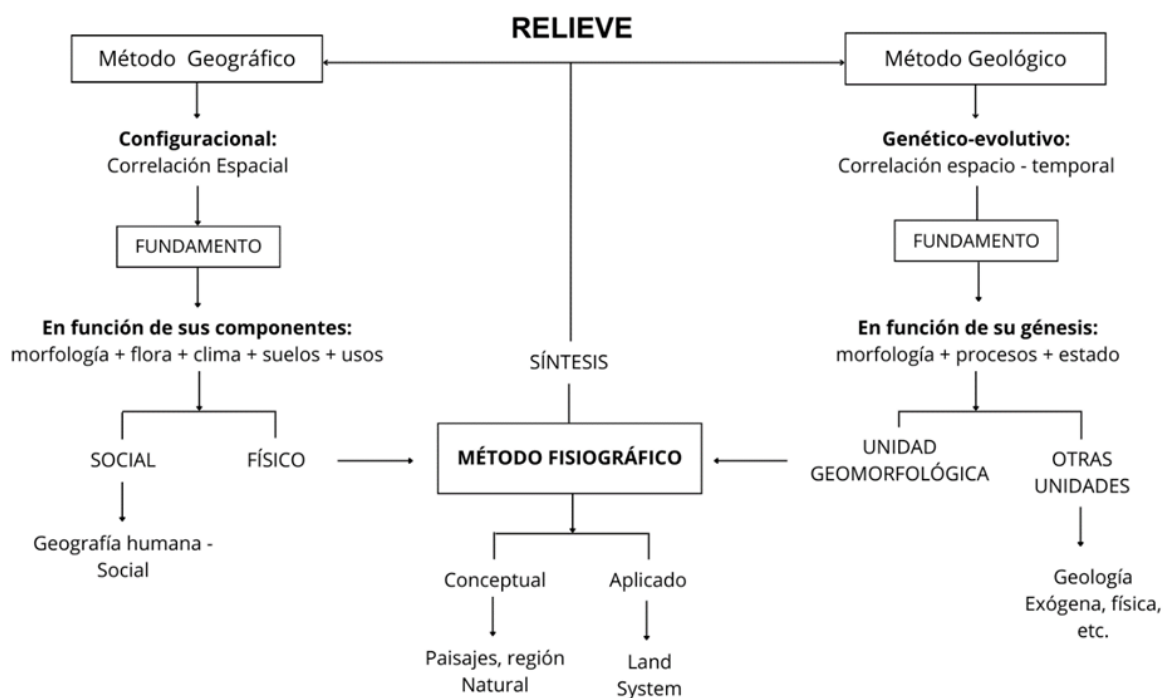 RELIEVE
Método Geográfico
Configuracional:
Correlación Espacial
FUNDAMENTO
En función de sus componentes:
morfología + flora + clima + suelos + usos
SOCIAL
FÍSICO
Geografía humana -
Social
SÍNTESIS
MÉTODO FISIOGRÁFICO
Conceptual
Aplicado
Paisajes, región
Natural
Land
System
Método Geológico
Genético-evolutivo:
Correlación espacio - temporal
FUNDAMENTO
En función de su génesis:
morfología + procesos + estado
UNIDAD
GEOMORFOLÓGICA
OTRAS
UNIDADES
Geología
Exógena, física,
etc.